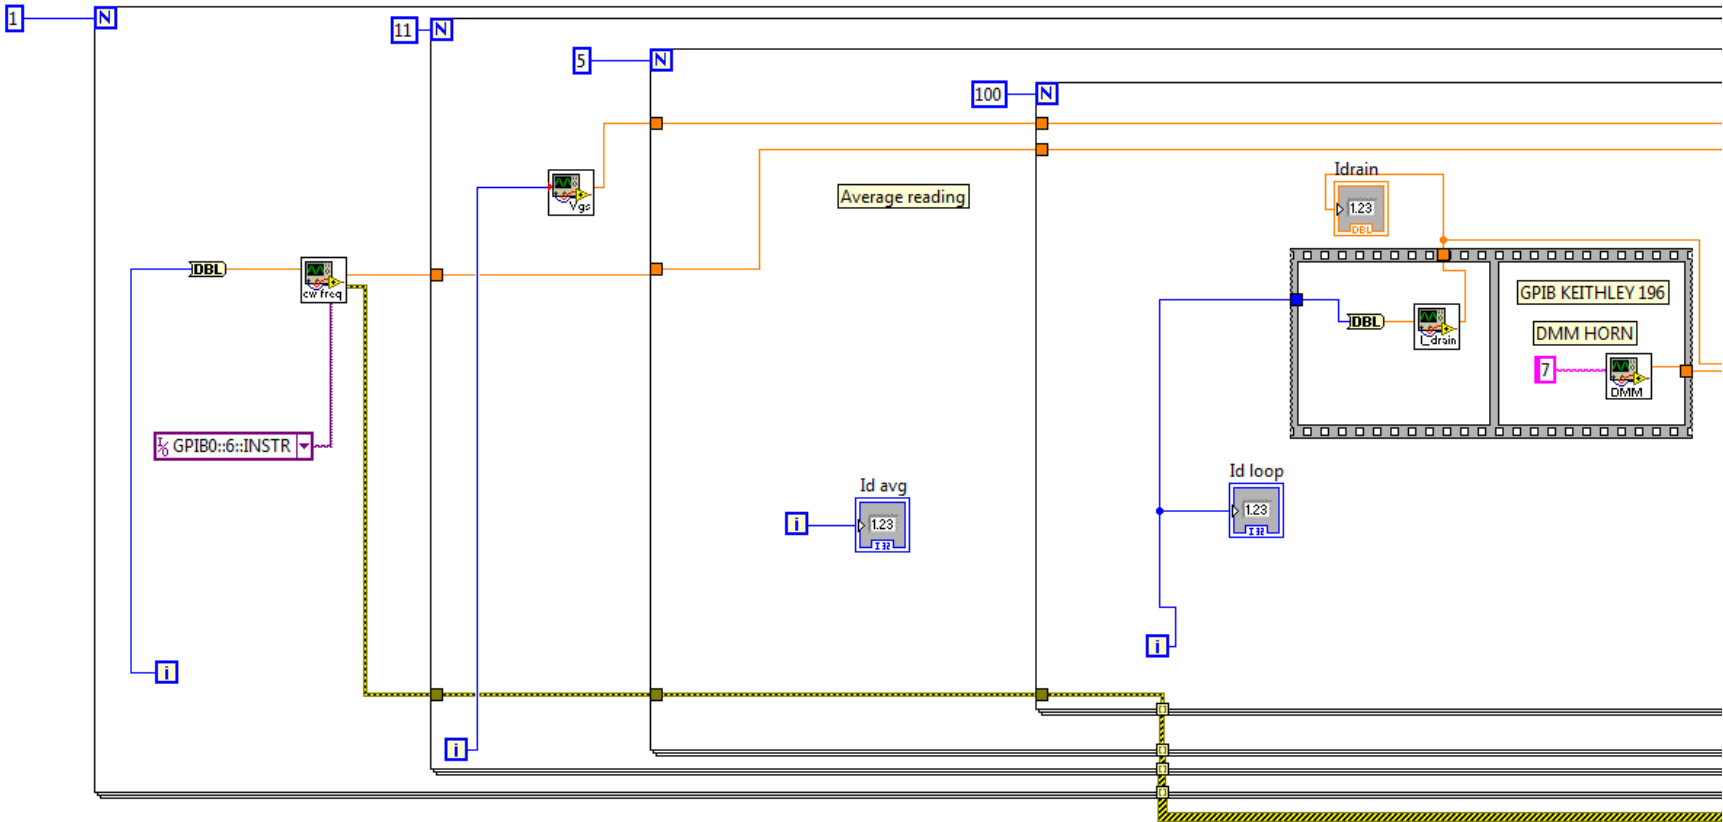 1
N
11
N
5
N
100
N
Idrain
1.23
DBL
Vgs
Average reading
DBL
cw freq
GPIB KEITHLEY 196
DBL
I_drain
DMM HORN
7
DMM
I/O GPIB0::6::INSTR
Id avg
i
1.23
I32
Id loop
1.23
I32
i
i
i